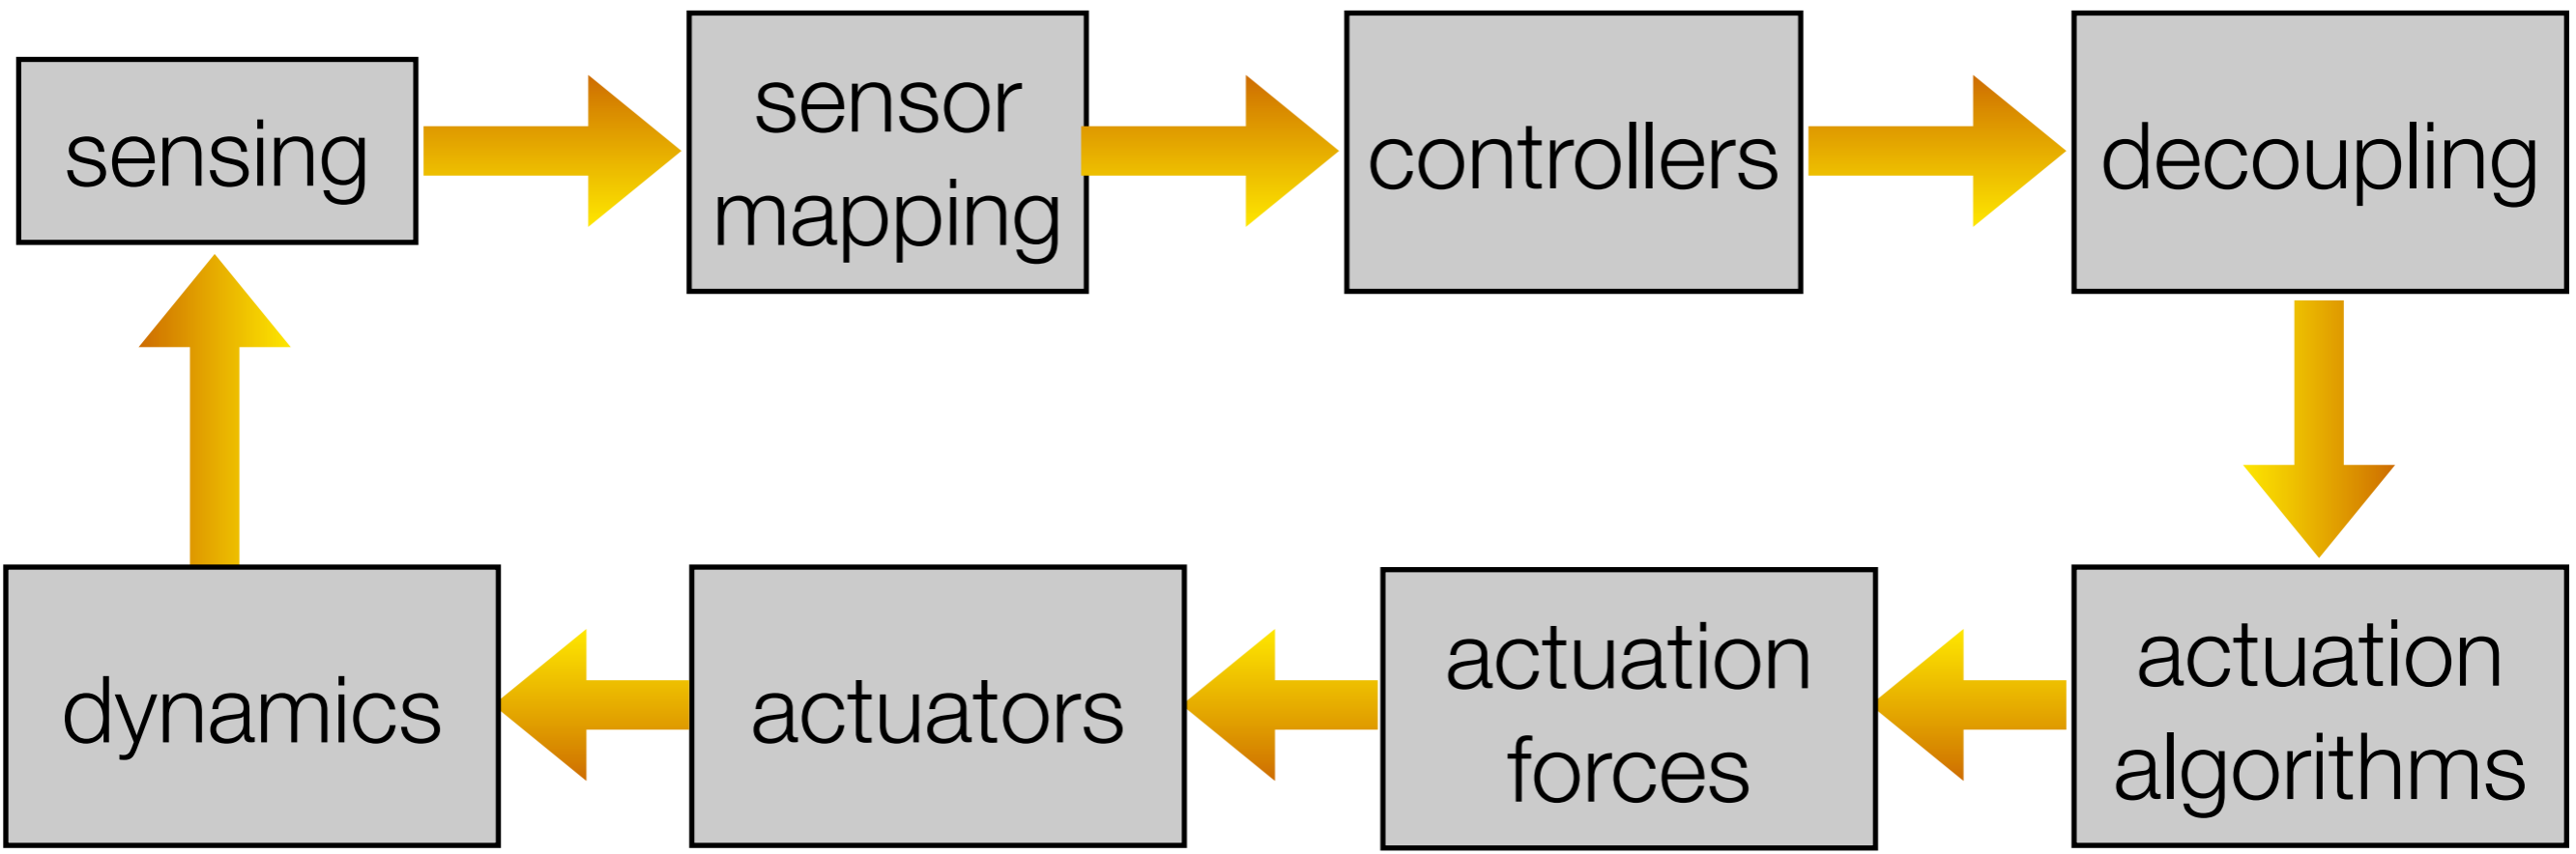 sensing
sensor
mapping
controllers
decoupling
dynamics
actuators
actuation
forces
actuation
algorithms